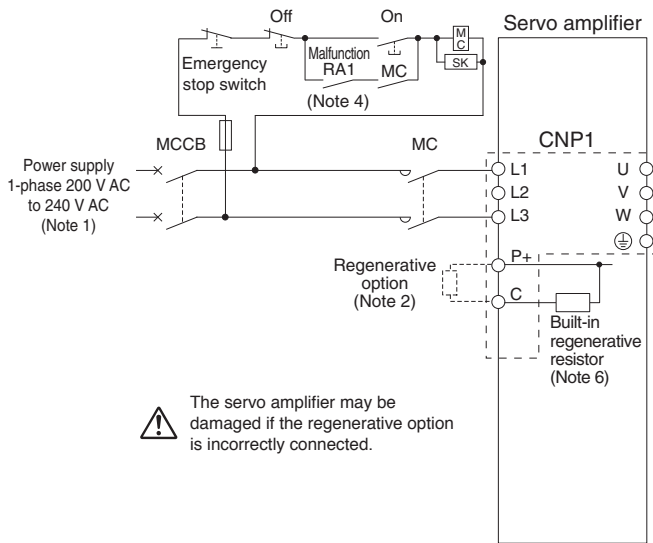 Servo amplifier
Off
On
M
C
SK
Emergency
stop switch
Malfunction
RA1
MC
(Note 4)
MCCB
MC
CNP1
Power supply
1-phase 200 V AC
to 240 V AC
(Note 1)
L1
U
L2
V
L3
W
Regenerative
option
(Note 2)
P+
C
Built-in
regenerative
resistor
(Note 6)
The servo amplifier may be
damaged if the regenerative option
is incorrectly connected.